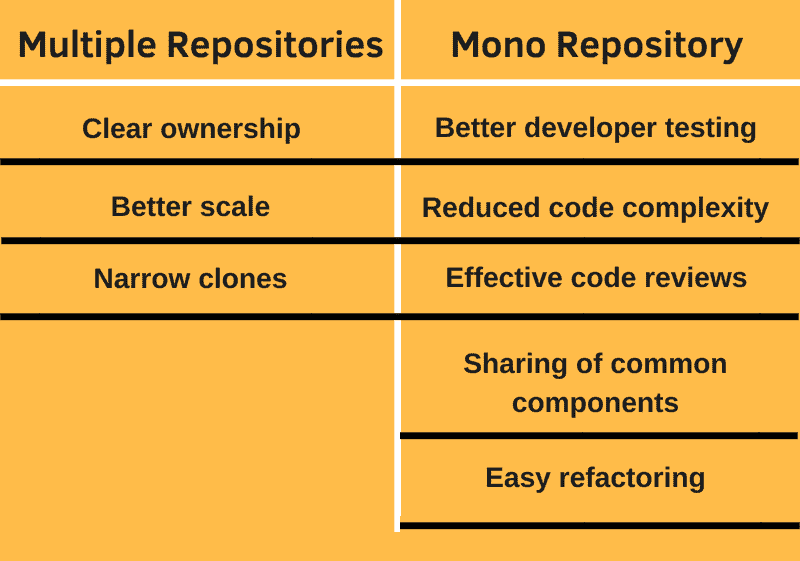 Multiple Repositories
Mono Repository
Clear ownership
Better developer testing
Better scale
Reduced code complexity
Narrow clones
Effective code reviews
Sharing of common
components
Easy refactoring